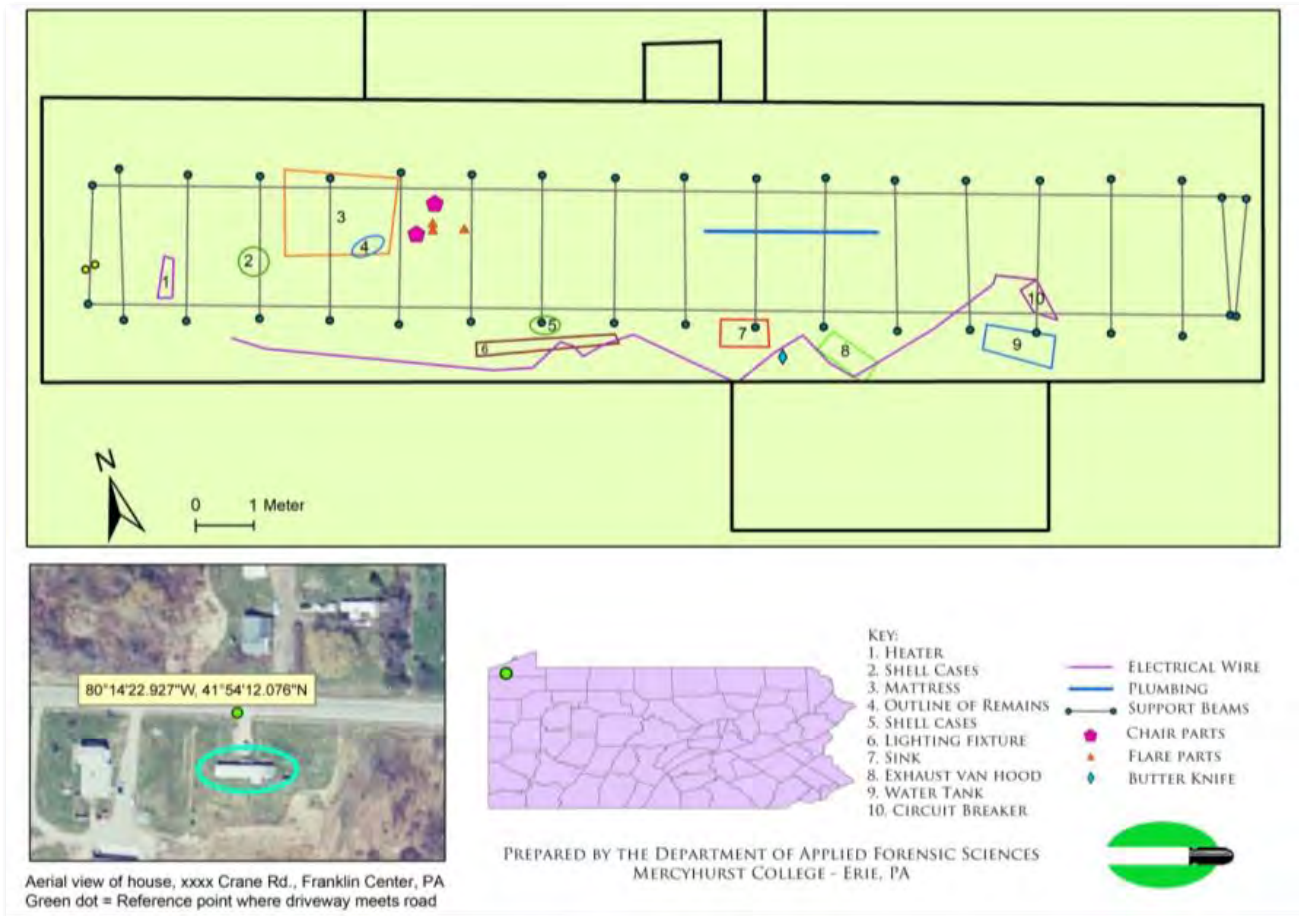 3
4
2
1
10
5
7
6
8
9
N
0 1 Meter
80°14'22.927"W, 41°54'12.076"N
KEY:
1. HEATER
2. SHELL CASES
3. MATTRESS
4. OUTLINE OF REMAINS
5. SHELL CASES
6. LIGHTING FIXTURE
7. SINK
8. EXHAUST VAN HOOD
9. WATER TANK
10. CIRCUIT BREAKER
ELECTRICAL WIRE
PLUMBING
SUPPORT BEAMS
CHAIR PARTS
FLARE PARTS
BUTTER KNIFE
PREPARED BY THE DEPARTMENT OF APPLIED FORENSIC SCIENCES
MERCYHURST COLLEGE - ERIE, PA
Aerial view of house, xxxx Crane Rd., Franklin Center, PA
Green dot = Reference point where driveway meets road